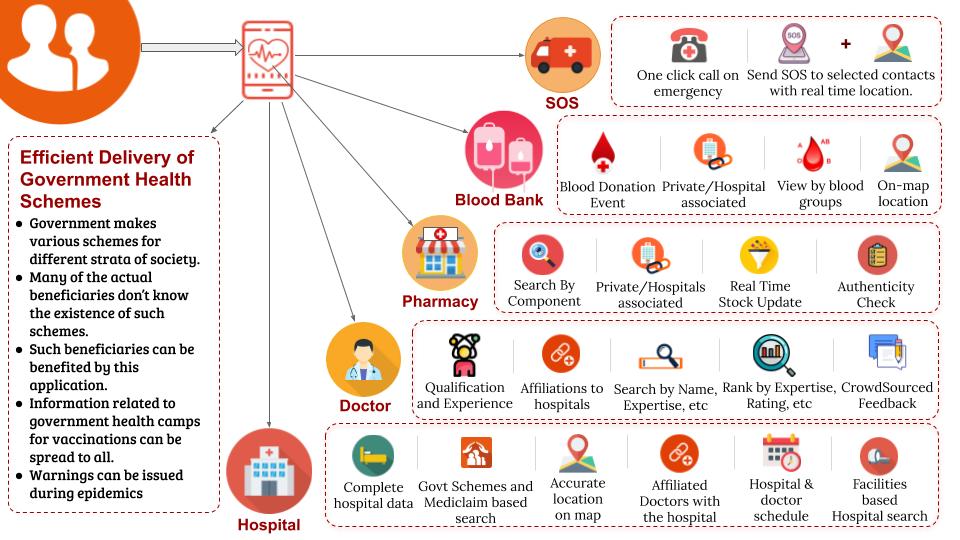 SOS
SOS
+
One click call on
emergency
Send SOS to selected contacts
with real time location.
Blood Bank
A
AB
O
B
Blood Donation
Event
Private/Hospital
associated
View by blood
groups
On-map
location
Pharmacy
Search By
Component
Private/Hospitals
associated
Real Time
Stock Update
Authenticity
Check
Doctor
Qualification
and Experience
Affiliations to
hospitals
Search by Name,
Expertise, etc
Rank by Expertise,
Rating, etc
CrowdSourced
Feedback
Hospital
Complete
hospital data
Govt Schemes and
Mediclaim based
search
Accurate
location
on map
Affiliated
Doctors with
the hospital
Hospital &
doctor
schedule
Facilities
based
Hospital search
Efficient Delivery of
Government Health
Schemes
● Government makes
various schemes for
different strata of society.
● Many of the actual
beneficiaries don't know
the existence of such
schemes.
● Such beneficiaries can be
benefited by this
application.
● Information related to
government health camps
for vaccinations can be
spread to all.
● Warnings can be issued
during epidemics